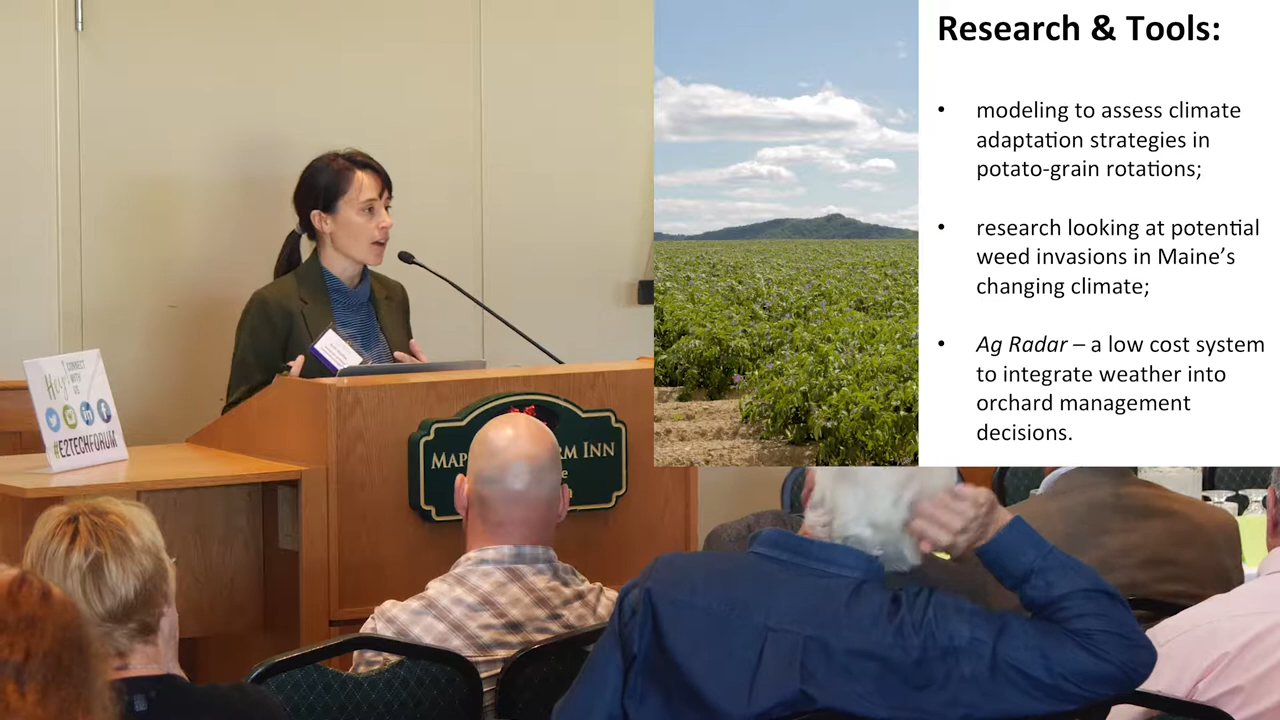 Research & Tools:
• modeling to assess climate
adaptation strategies in
potato-grain rotations;
• research looking at potential
weed invasions in Maine’s
changing climate;
• Ag Radar – a low cost system
to integrate weather into
orchard management
decisions.
Hey! CONNECT
WITH
US
#E2TECHFORUM
RM INN